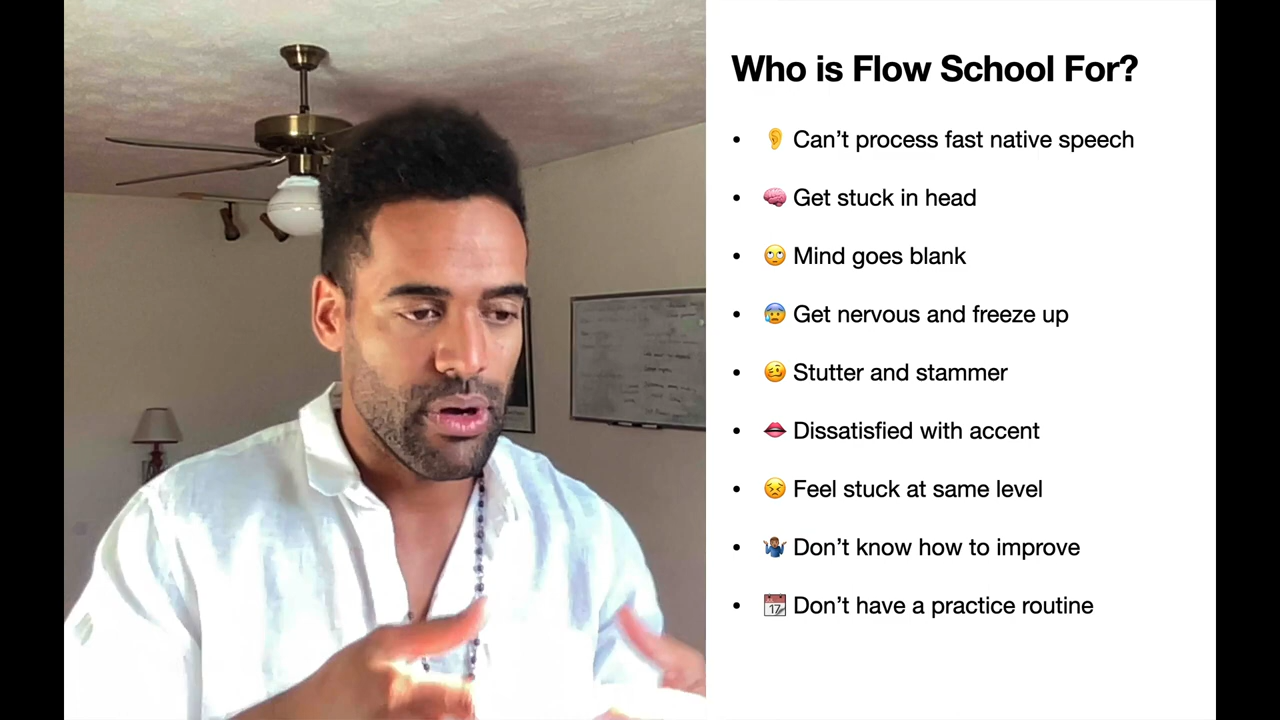 Who is Flow School For?
• 👂 Can’t process fast native speech
• 🧠 Get stuck in head
• 🙄 Mind goes blank
• 😰 Get nervous and freeze up
• 🥴 Stutter and stammer
• 👄 Dissatisfied with accent
• 😣 Feel stuck at same level
• 🤷🏽‍♂️ Don’t know how to improve
• 📅 Don’t have a practice routine